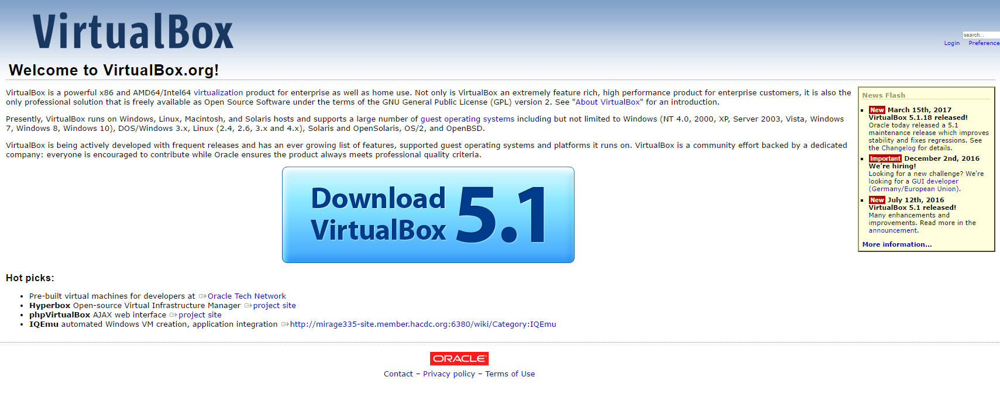 VirtualBox
search...
Login Preference
Welcome to VirtualBox.org!
VirtualBox is a powerful x86 and AMD64/Intel64 virtualization product for enterprise as well as home use. Not only is VirtualBox an extremely feature rich, high performance product for enterprise customers, it is also the
only professional solution that is freely available as Open Source Software under the terms of the GNU General Public License (GPL) version 2. See "About VirtualBox" for an introduction.
Presently, VirtualBox runs on Windows, Linux, Macintosh, and Solaris hosts and supports a large number of guest operating systems including but not limited to Windows (NT 4.0, 2000, XP, Server 2003, Vista, Windows
7, Windows 8, Windows 10), DOS/Windows 3.x, Linux (2.4, 2.6, 3.x and 4.x), Solaris and OpenSolaris, OS/2, and OpenBSD.
VirtualBox is being actively developed with frequent releases and has an ever growing list of features, supported guest operating systems and platforms it runs on. VirtualBox is a community effort backed by a dedicated
company: everyone is encouraged to contribute while Oracle ensures the product always meets professional quality criteria.
Download
VirtualBox
5.1
News Flash
New March 15th, 2017
VirtualBox 5.1.18 released!
Oracle today released a 5.1
maintenance release which improves
stability and fixes regressions. See
the Changelog for details.
Important December 2nd, 2016
We're hiring!
Looking for a new challenge? We're
looking for a GUI developer
(Germany/European Union).
New July 12th, 2016
VirtualBox 5.1 released!
Many enhancements and
improvements. Read more in the
announcement.
More information...
Hot picks:
Pre-built virtual machines for developers at Oracle Tech Network
Hyperbox Open-source Virtual Infrastructure Manager project site
phpVirtualBox AJAX web interface project site
IQEmu automated Windows VM creation, application integration http://mirage335-site.member.hacdc.org:6380/wiki/Category:IQEmu
ORACLE
Contact – Privacy policy – Terms of Use